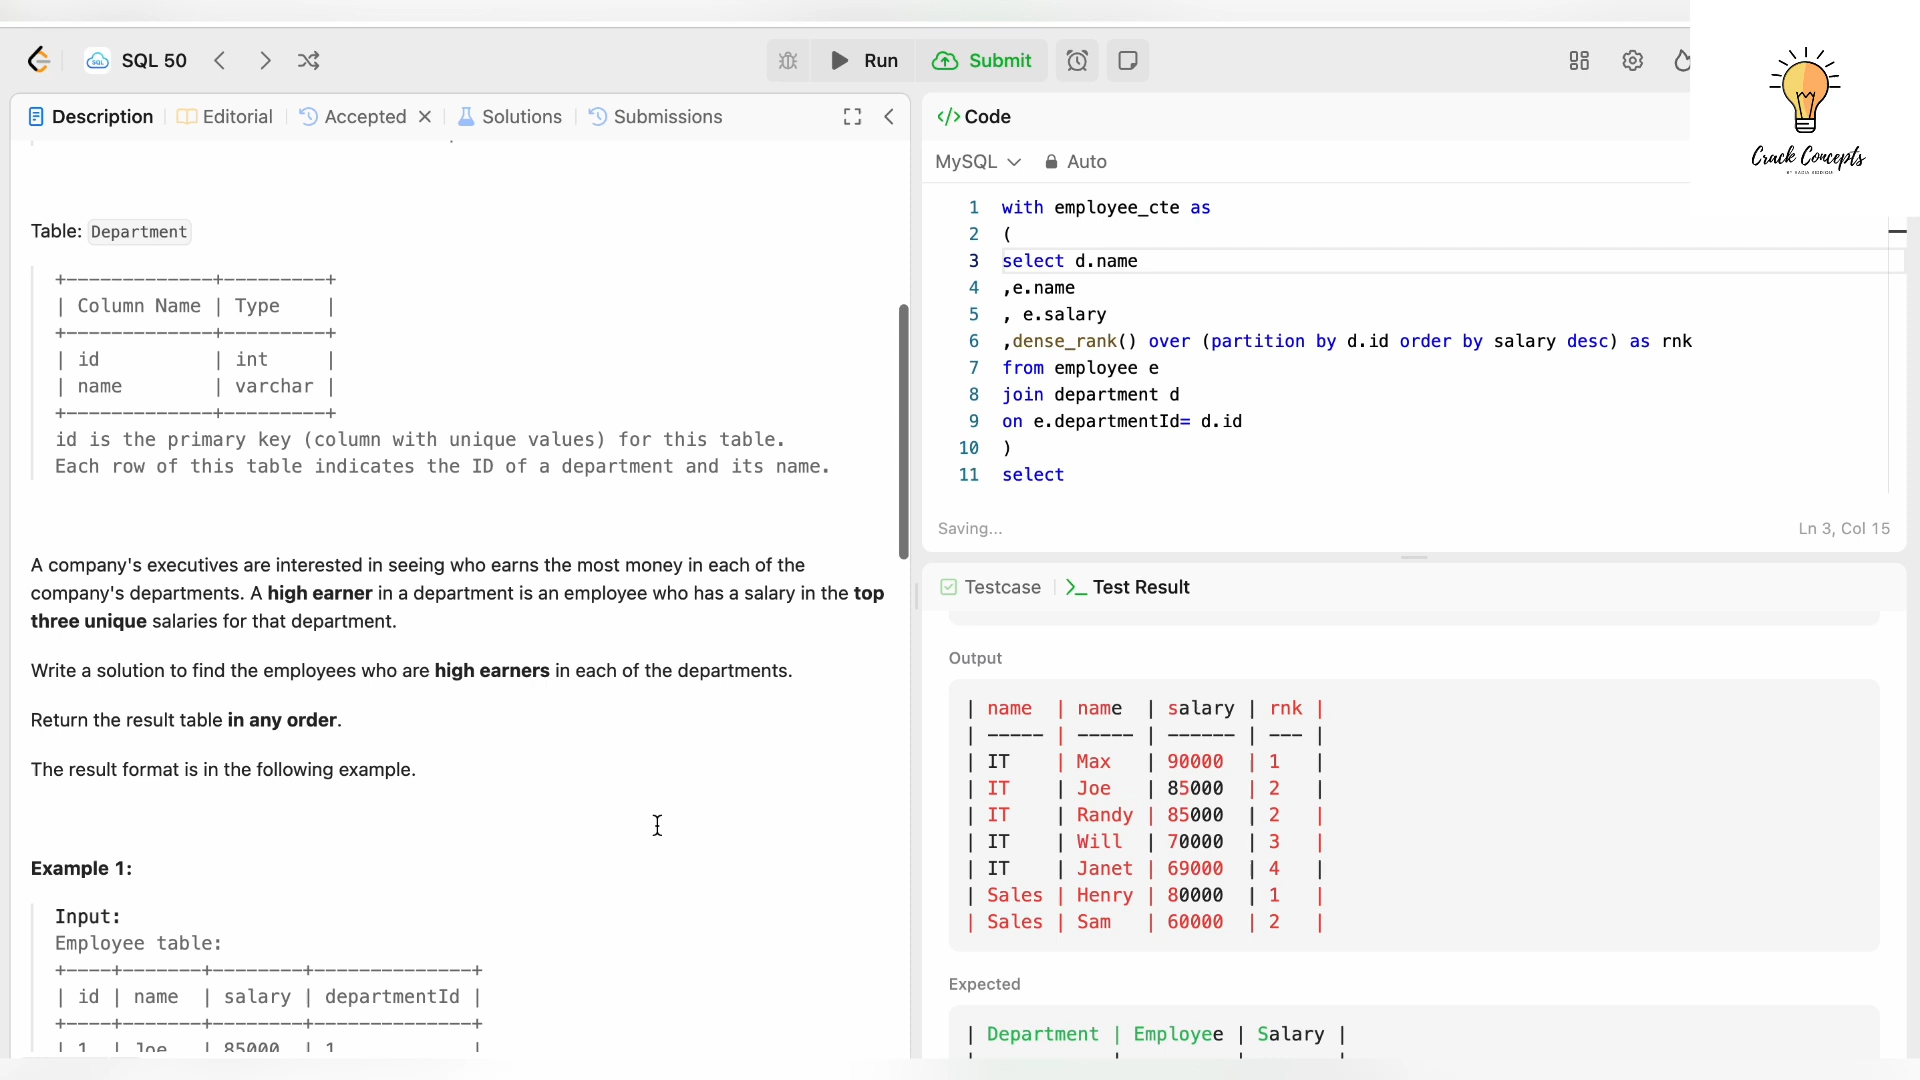 SQL 50
Run
Submit
Description
Editorial
Accepted
Solutions
Submissions
Table: Department
+-------------+---------+
| Column Name | Type    |
+-------------+---------+
| id          | int     |
| name        | varchar |
+-------------+---------+
id is the primary key (column with unique values) for this table.
Each row of this table indicates the ID of a department and its name.
A company's executives are interested in seeing who earns the most money in each of the
company's departments. A high earner in a department is an employee who has a salary in the top
three unique salaries for that department.
Write a solution to find the employees who are high earners in each of the departments.
Return the result table in any order.
The result format is in the following example.
Example 1:
Input:
Employee table:
+----+-------+--------+--------------+
| id | name  | salary | departmentId |
+----+-------+--------+--------------+
| 1  | Joe   | 85000  | 1            |
</> Code
MySQL
Auto
1 with employee_cte as
2 (
3 select d.name
4 ,e.name
5 , e.salary
6 ,dense_rank() over (partition by d.id order by salary desc) as rnk
7 from employee e
8 join department d
9 on e.departmentId= d.id
10 )
11 select
Saving...
Ln 3, Col 15
Testcase
>_ Test Result
Output
| name  | name  | salary | rnk |
| ----- | ----- | ------ | --- |
| IT    | Max   | 90000  | 1   |
| IT    | Joe   | 85000  | 2   |
| IT    | Randy | 85000  | 2   |
| IT    | Will  | 70000  | 3   |
| IT    | Janet | 69000  | 4   |
| Sales | Henry | 80000  | 1   |
| Sales | Sam   | 60000  | 2   |
Expected
| Department | Employee | Salary |
Crack Concepts